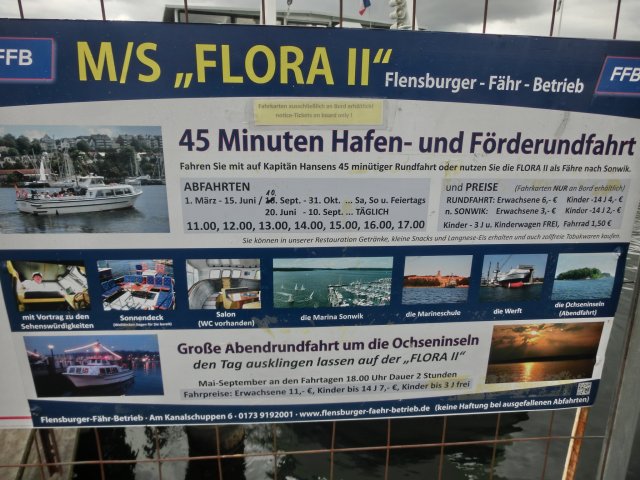 FFB
M/S „FLORA II“ Flensburger - Fähr - Betrieb
FFB
Fahrkarten ausschließlich an Bord erhältlich!
notice-Tickets on board only !
45 Minuten Hafen- und Förderundfahrt
Fahren Sie mit auf Kapitän Hansens 45 minütiger Rundfahrt oder nutzen Sie die FLORA II als Fähre nach Sonwik.
ABFAHRTEN
1. März - 15. Juni / 10. Sept. - 31. Okt. ... Sa, So u. Feiertags
20. Juni - 10. Sept. ... TÄGLICH
11.00, 12.00, 13.00, 14.00, 15.00, 16.00, 17.00
und PREISE (Fahrkarten NUR an Bord erhältlich)
RUNDFAHRT: Erwachsene 6,- € Kinder -14 J 4,- €
n. SONWIK: Erwachsene 3,- € Kinder -14 J 2,- €
Kinder - 3 J u. Kinderwagen FREI, Fahrrad 1,50 €
Sie können in unserer Restauration Getränke, kleine Snacks und Langnese-Eis erhalten und auch zollfreie Tabakwaren kaufen.
mit Vortrag zu den Sehenswürdigkeiten
Sonnendeck
Salon
(WC vorhanden)
die Marina Sonwik
die Marineschule
die Werft
die Ochseninseln
(Abendfahrt)
Große Abendrundfahrt um die Ochseninseln
den Tag ausklingen lassen auf der „FLORA II“
Mai-September an den Fahrtagen 18.00 Uhr Dauer 2 Stunden
Fahrpreise: Erwachsene 11,- €, Kinder bis 14 J 7,- €, Kinder bis 3 J frei
Flensburger-Fähr-Betrieb - Am Kanalschuppen 6 - 0173 9192001 - www.flensburger-faehr-betrieb.de (keine Haftung bei ausgefallenen Abfahrten)